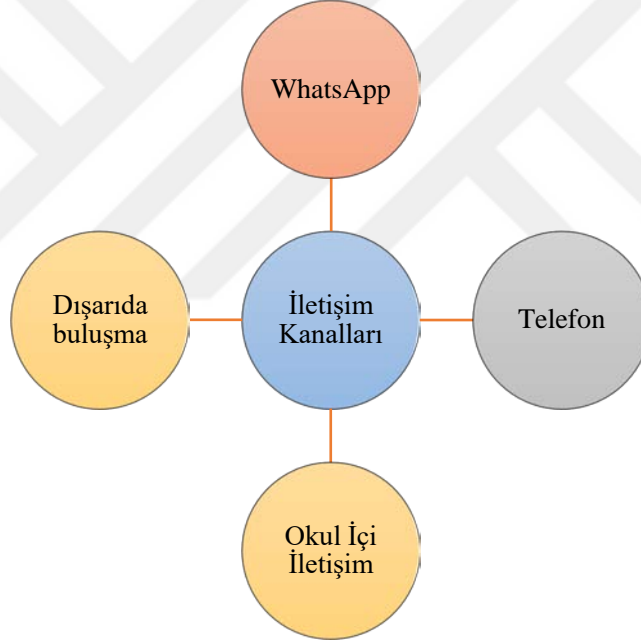 WhatsApp
Dışarıda
buluşma
İletişim
Kanalları
Telefon
Okul İçi
İletişim